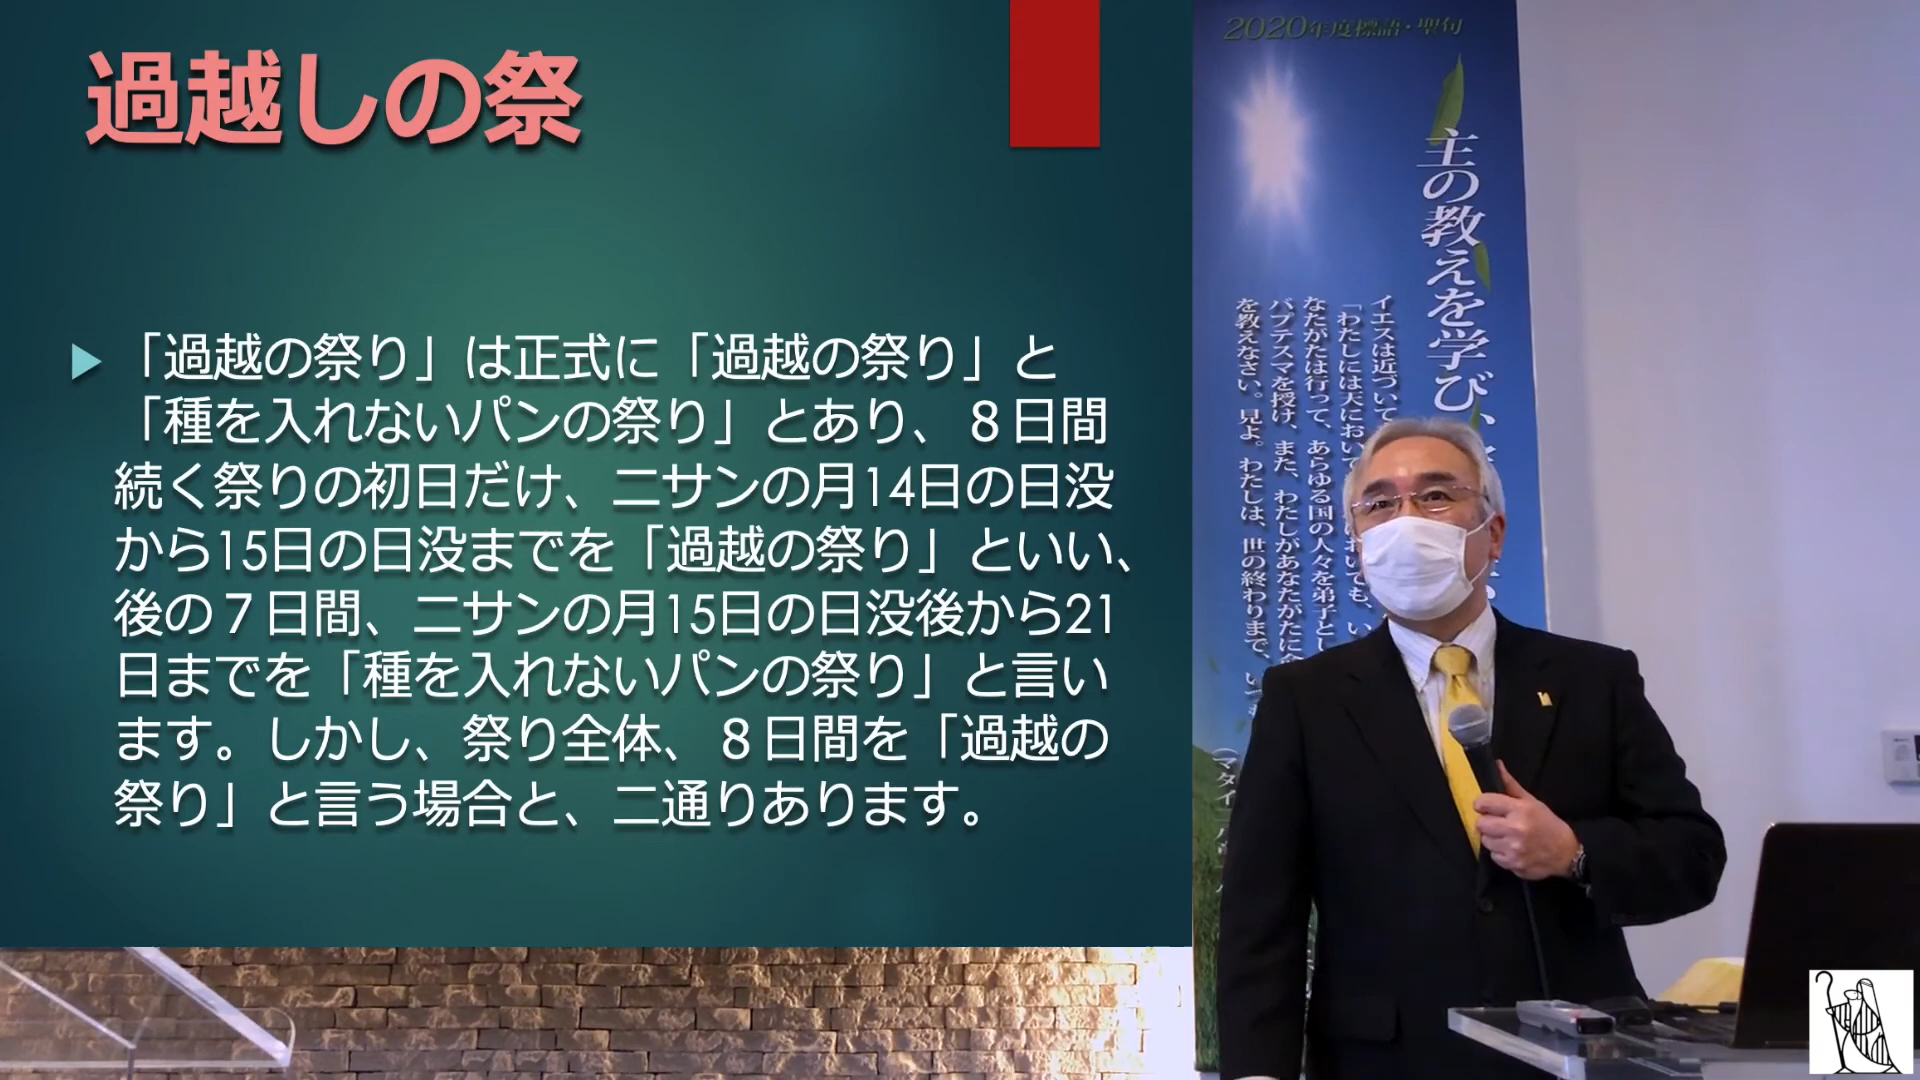 過越しの祭
「過越の祭り」は正式に「過越の祭り」と
「種を入れないパンの祭り」とあり、８日間
続く祭りの初日だけ、ニサンの月14日の日没
から15日の日没までを「過越の祭り」といい、
後の７日間、ニサンの月15日の日没後から21
日までを「種を入れないパンの祭り」と言い
ます。しかし、祭り全体、８日間を「過越の
祭り」と言う場合と、二通りあります。
2020年度標語・聖句
主の教えを学び、
イエスは近づいて
「わたしには天におい
なたがたは行って、あらゆる国の人々を弟子とし
バプテスマを授け、また、わたしがあなたがたに
を教えなさい。見よ。わたしは、世の終わりまで、い